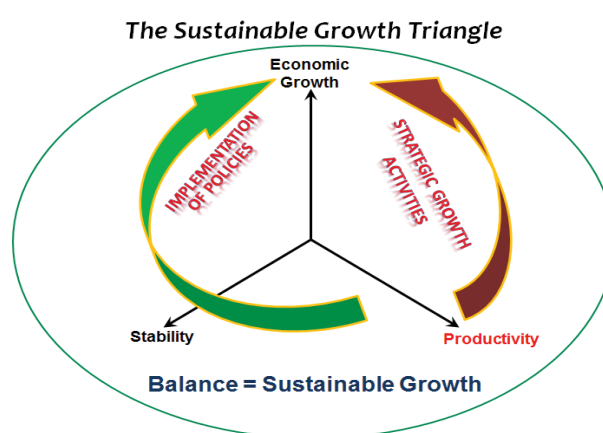 The Sustainable Growth Triangle
Economic
Growth
IMPLEMENTATION
OF POLICIES
STRATEGIC GROWTH
ACTIVITIES
Stability
Productivity
Balance = Sustainable Growth